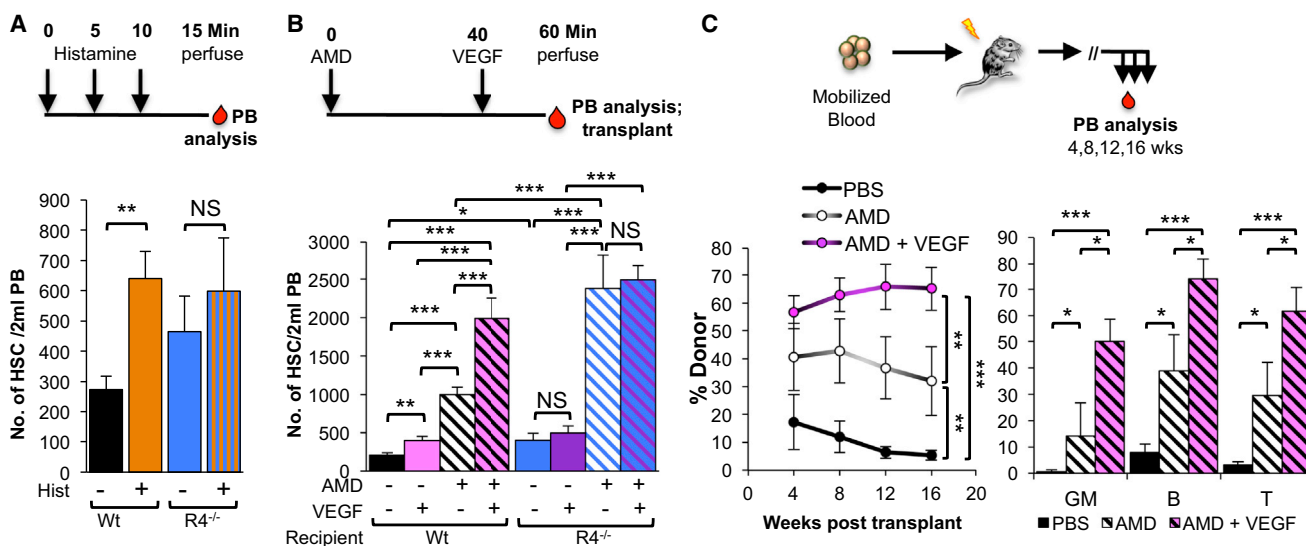 A
0 5 10 15 Min
Histamine perfuse
PB
analysis
No. of HSC /2ml PB
900
800
700
600
500
400
300
200
100
0
** NS
Hist - + - +
Wt R4-/-
B
0 40 60 Min
AMD VEGF perfuse
PB analysis;
transplant
No. of HSC/2ml PB
3000
2500
2000
1500
1000
500
0
***
***
* ***
*** *** NS
***
*** ***
***
** NS
AMD - - + + - - + +
VEGF - + - + - + - +
Recipient Wt R4-/-
C
Mobilized
Blood
//
PB analysis
4,8,12,16 wks
PBS
AMD
AMD + VEGF
% Donor
80
70
60
50
40
30
20
10
0
0 4 8 12 16 20
Weeks post transplant
**
**
***
90
80
70
60
50
40
30
20
10
0
*** *** ***
* * *
* * *
GM B T
PBS AMD AMD + VEGF